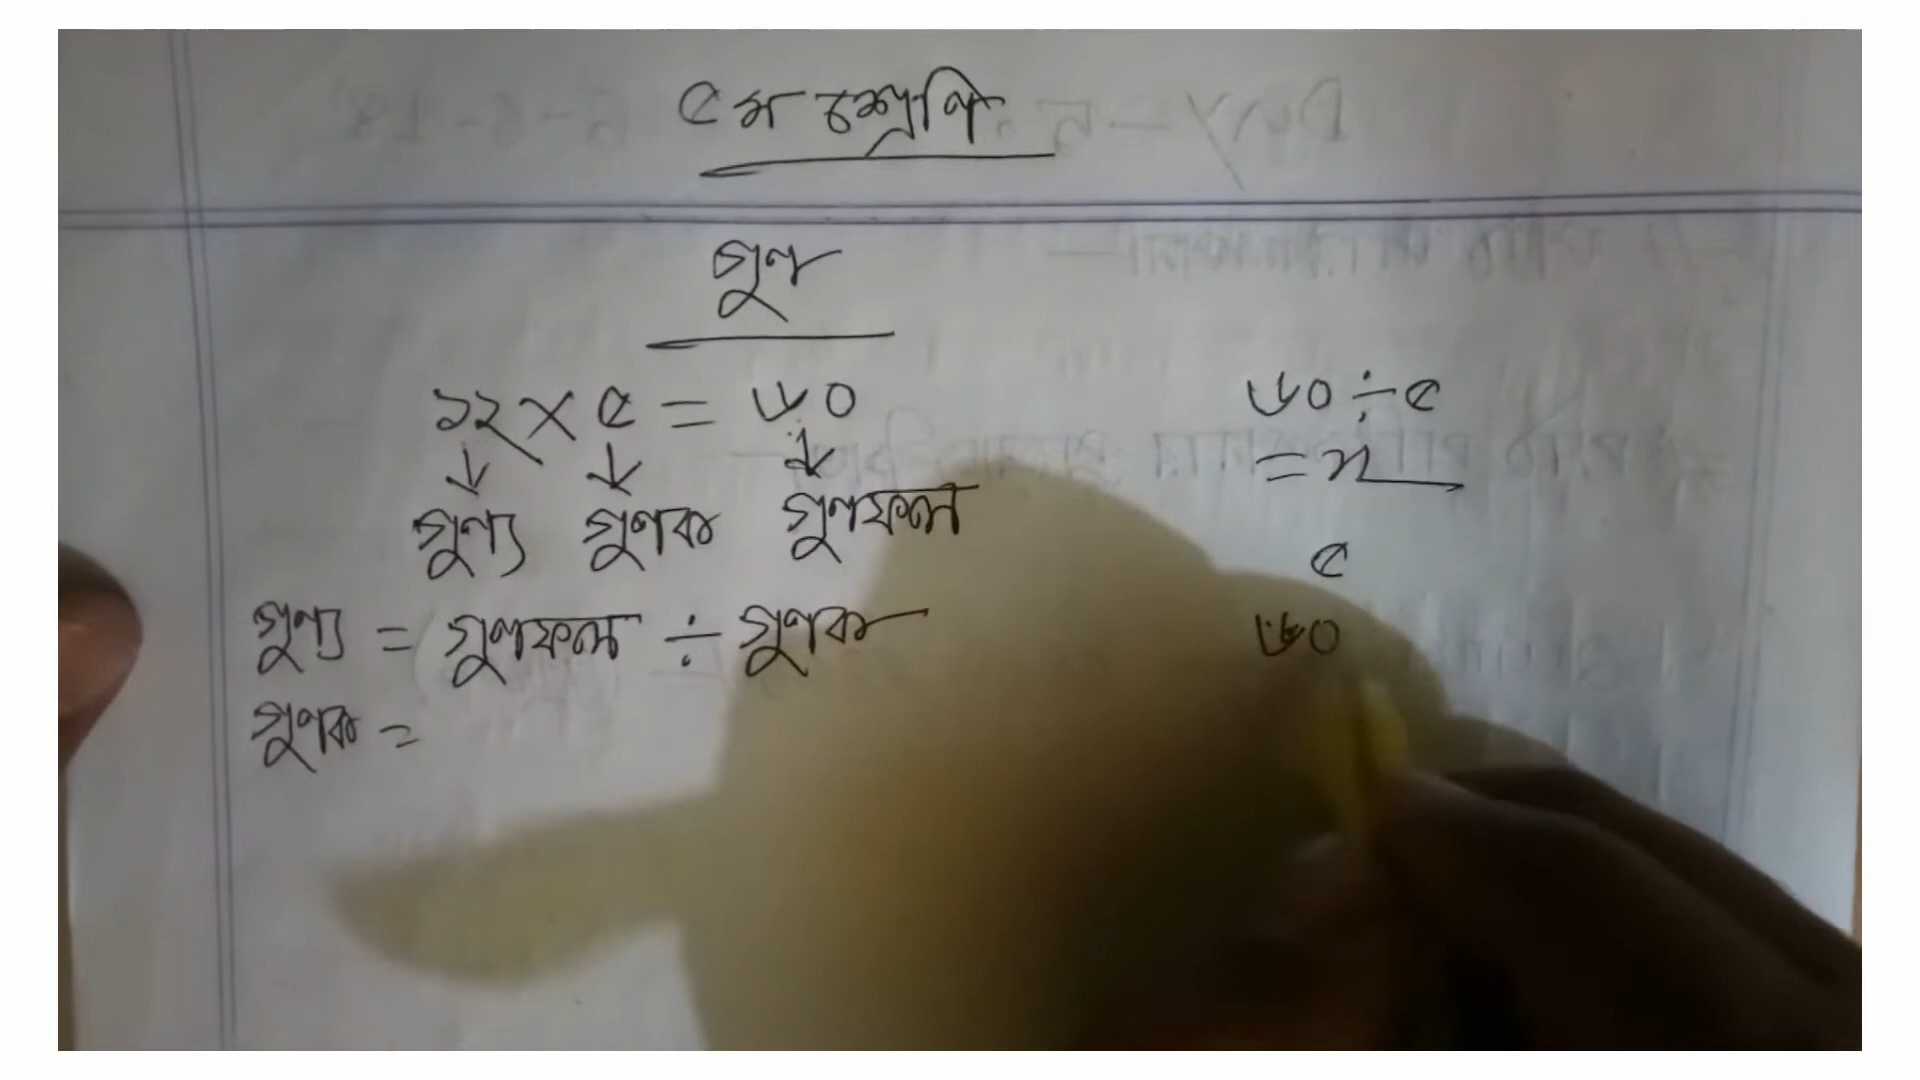 ৫ম শ্রেণি
গুণ
১২ × ৫ = ৬০
↓ ↓ ↓
গুণ্য গুণক গুণফল
গুণ্য = গুণফল ÷ গুণক
গুণক =
৬০ ÷ ৫
= ১২
৫
৬০